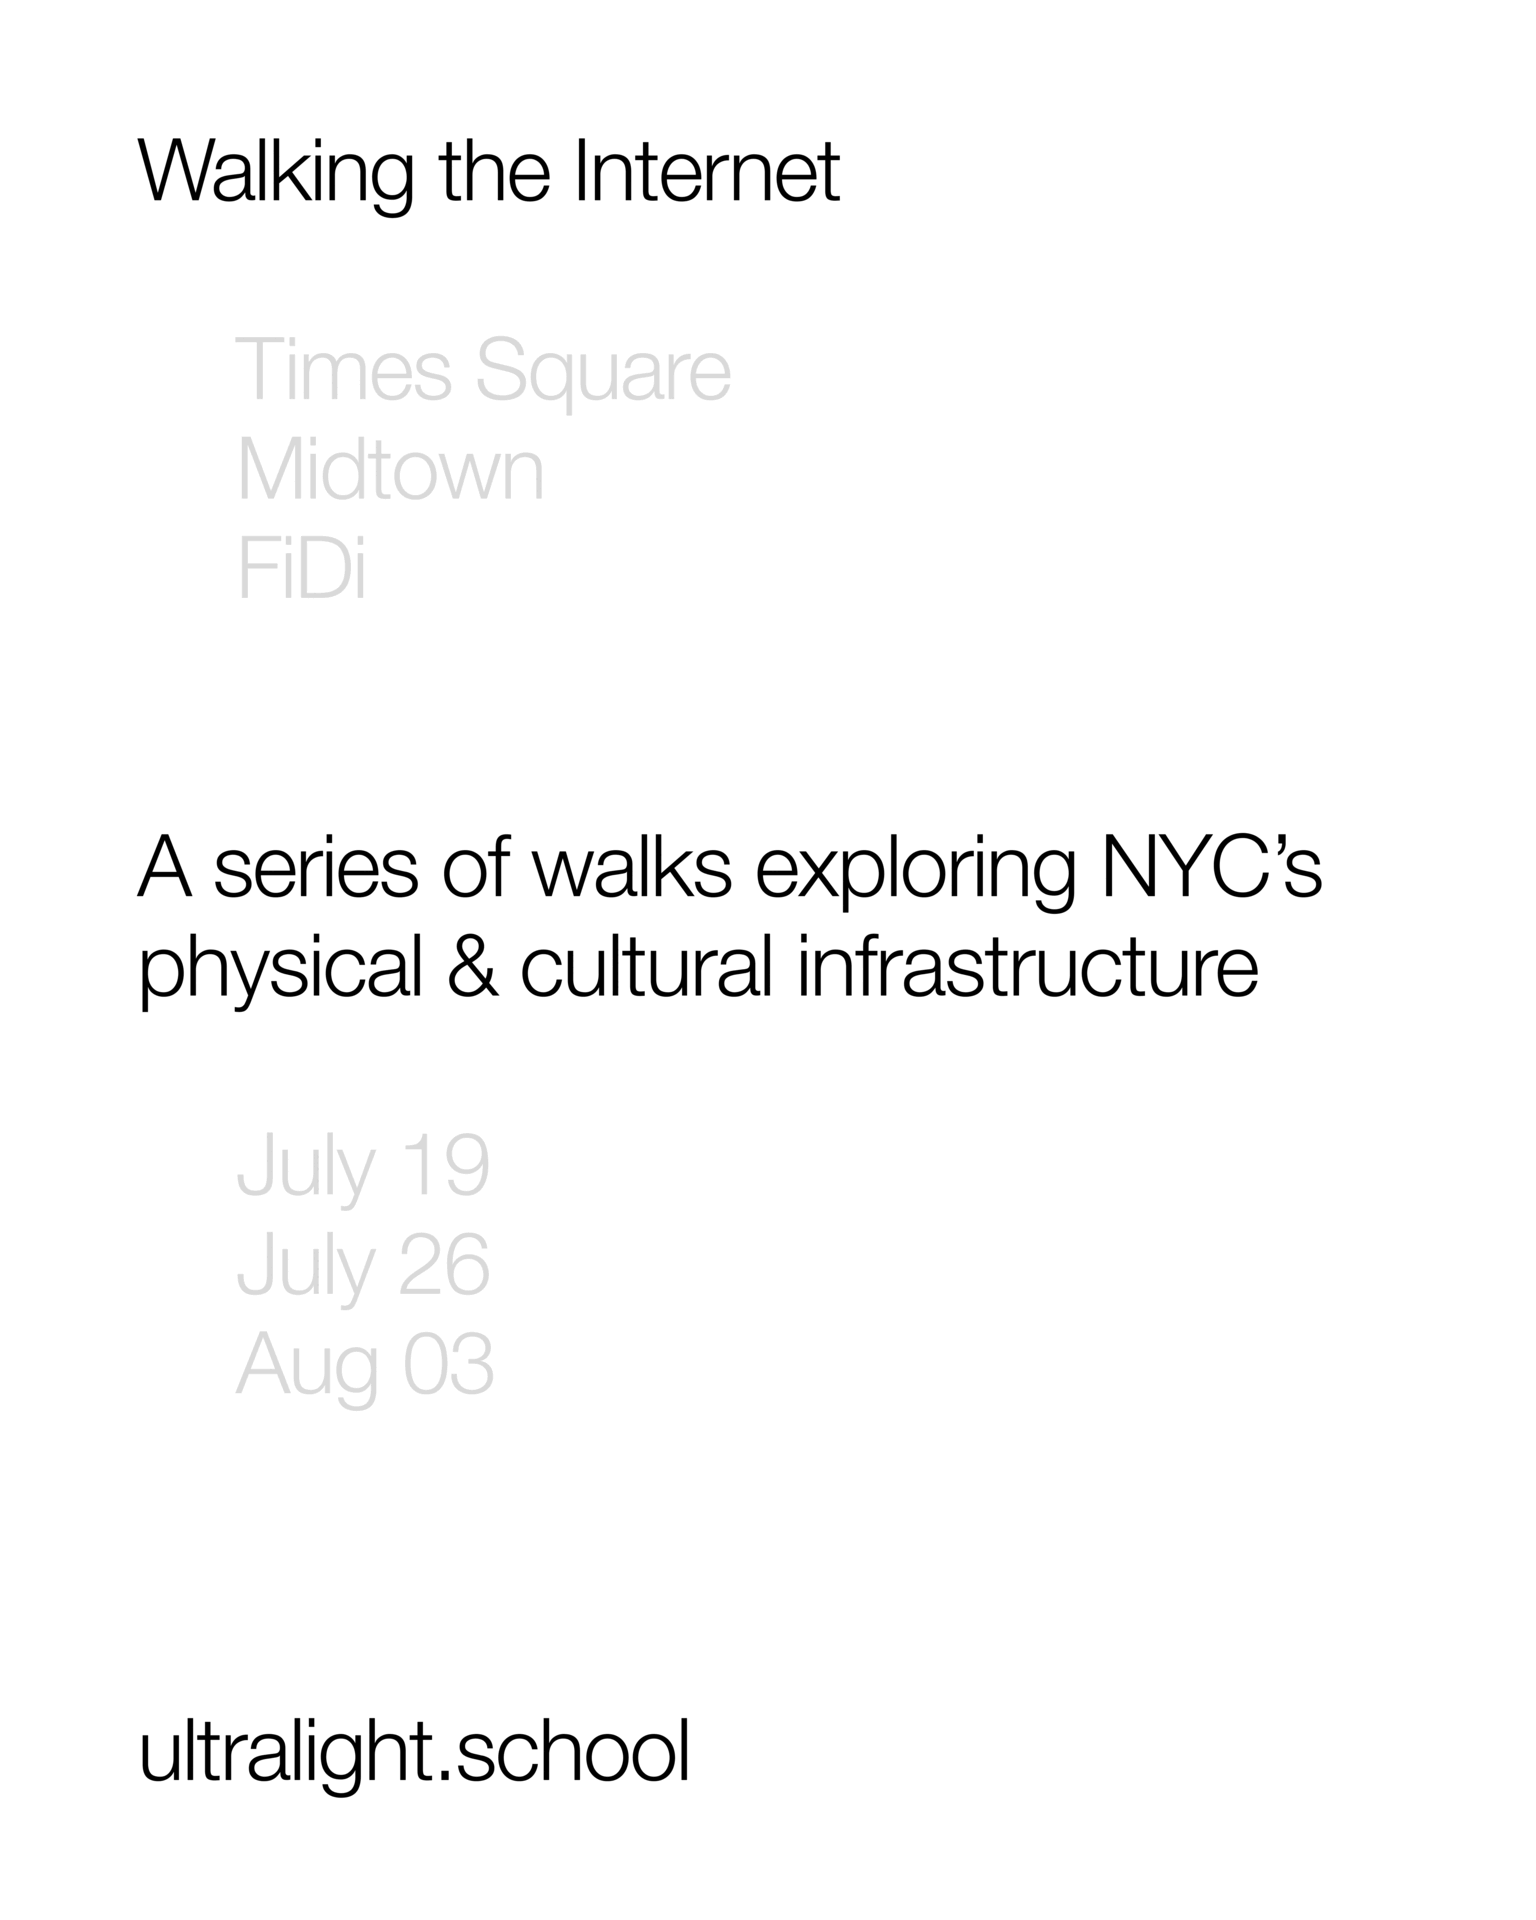 Walking the Internet
Times Square
Midtown
FiDi
A series of walks exploring NYC’s
physical & cultural infrastructure
July 19
July 26
Aug 03
ultralight.school